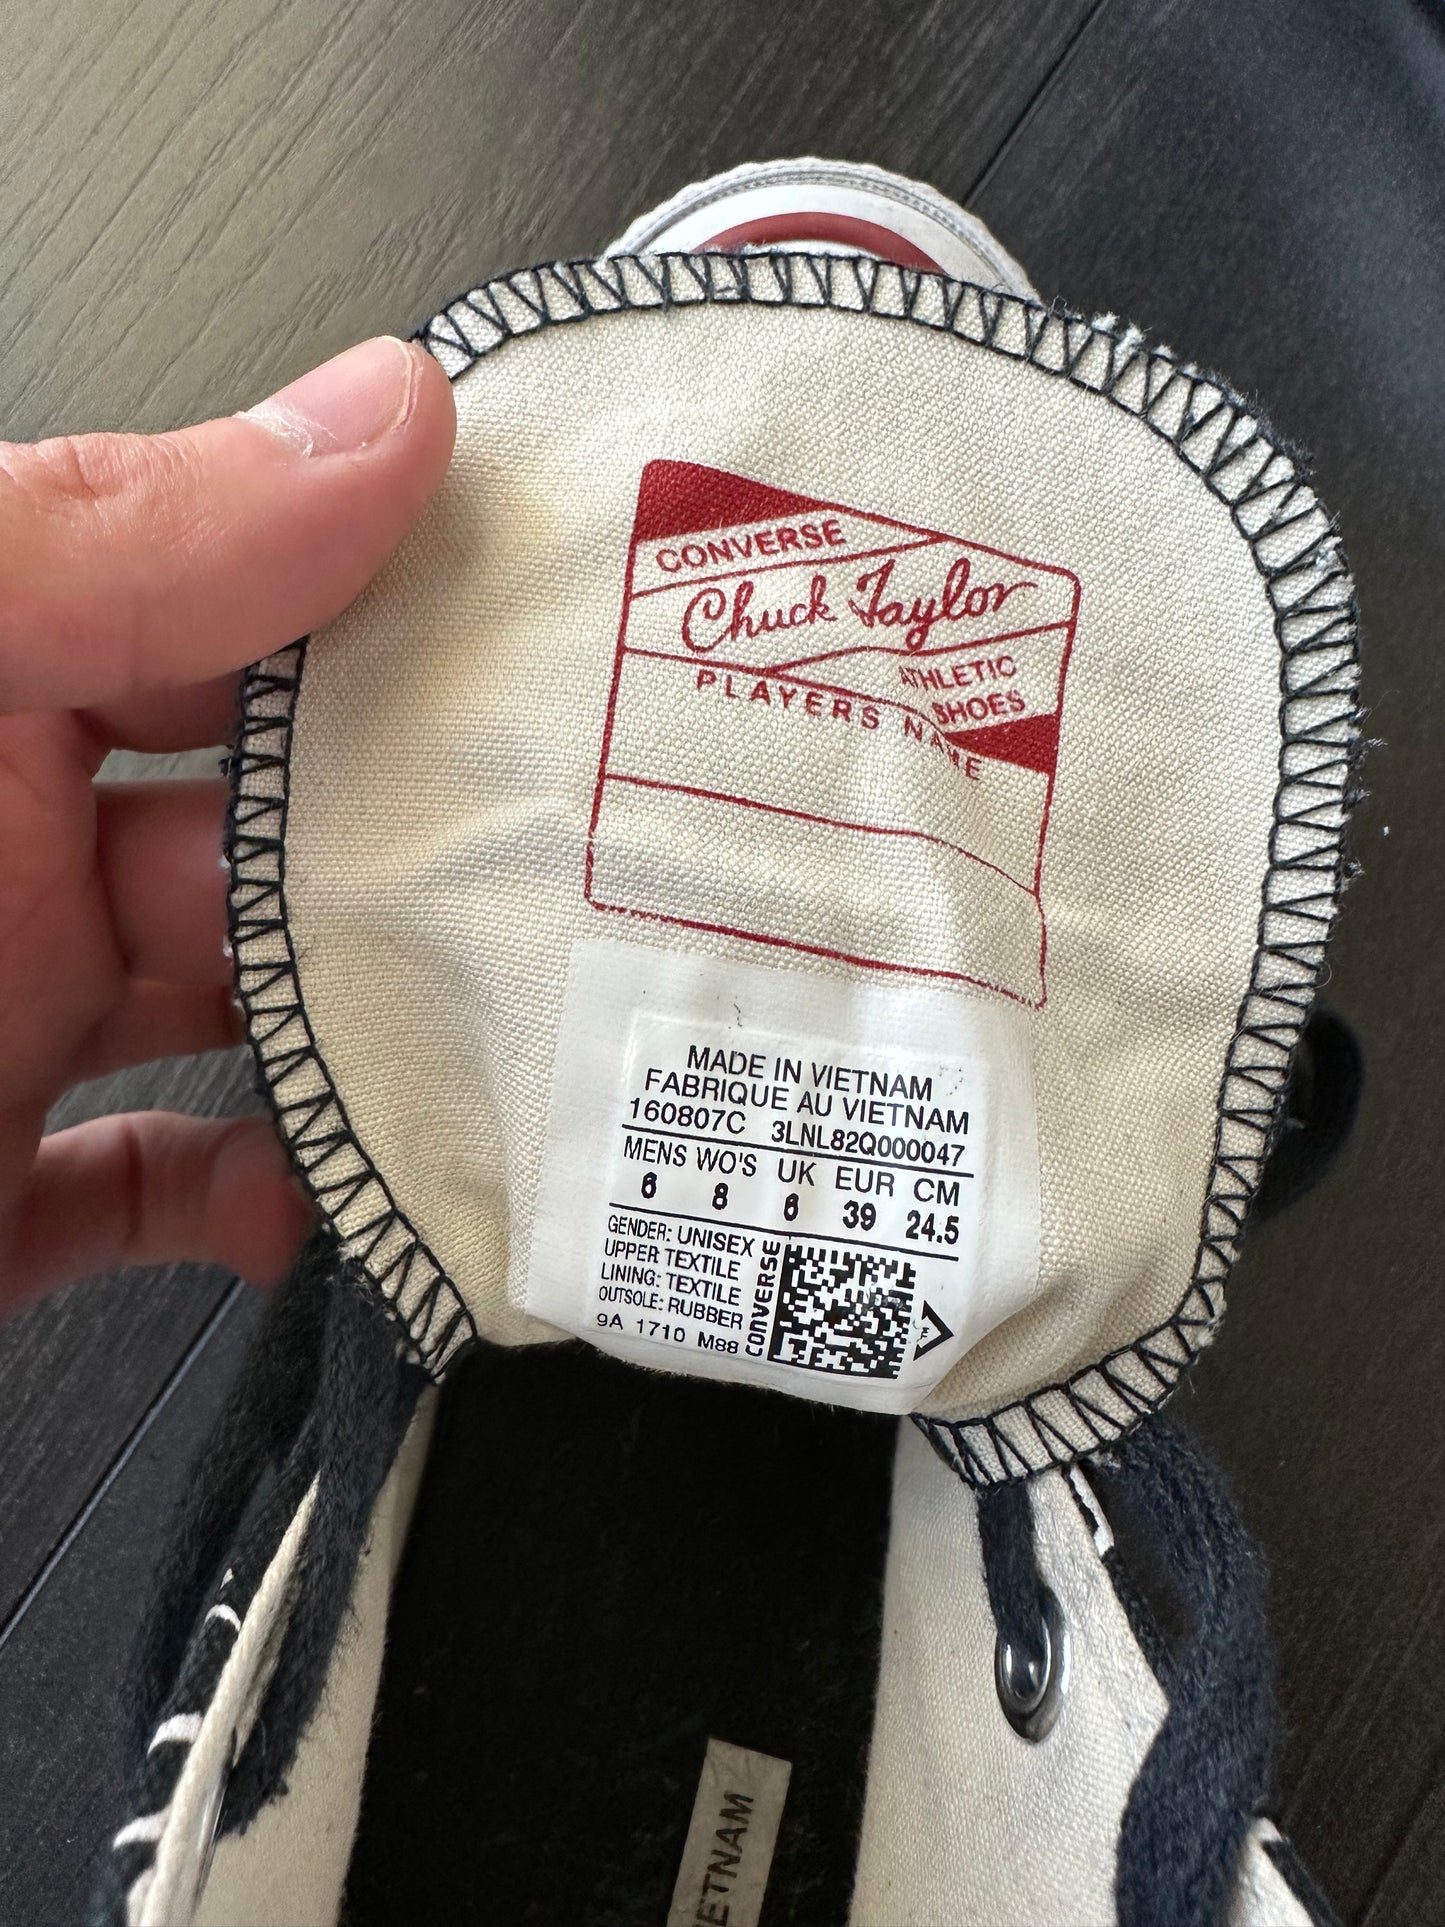 CONVERSE
Chuck Taylor
ATHLETIC
SHOES
PLAYERS NAME
MADE IN VIETNAM
FABRIQUE AU VIETNAM
160807C 3LNL82Q000047
MENS WO'S UK EUR CM
6 8 6 39 24.5
GENDER: UNISEX
UPPER TEXTILE
LINING: TEXTILE
OUTSOLE: RUBBER
9A 1710 M88
CONVERSE
ETNAM